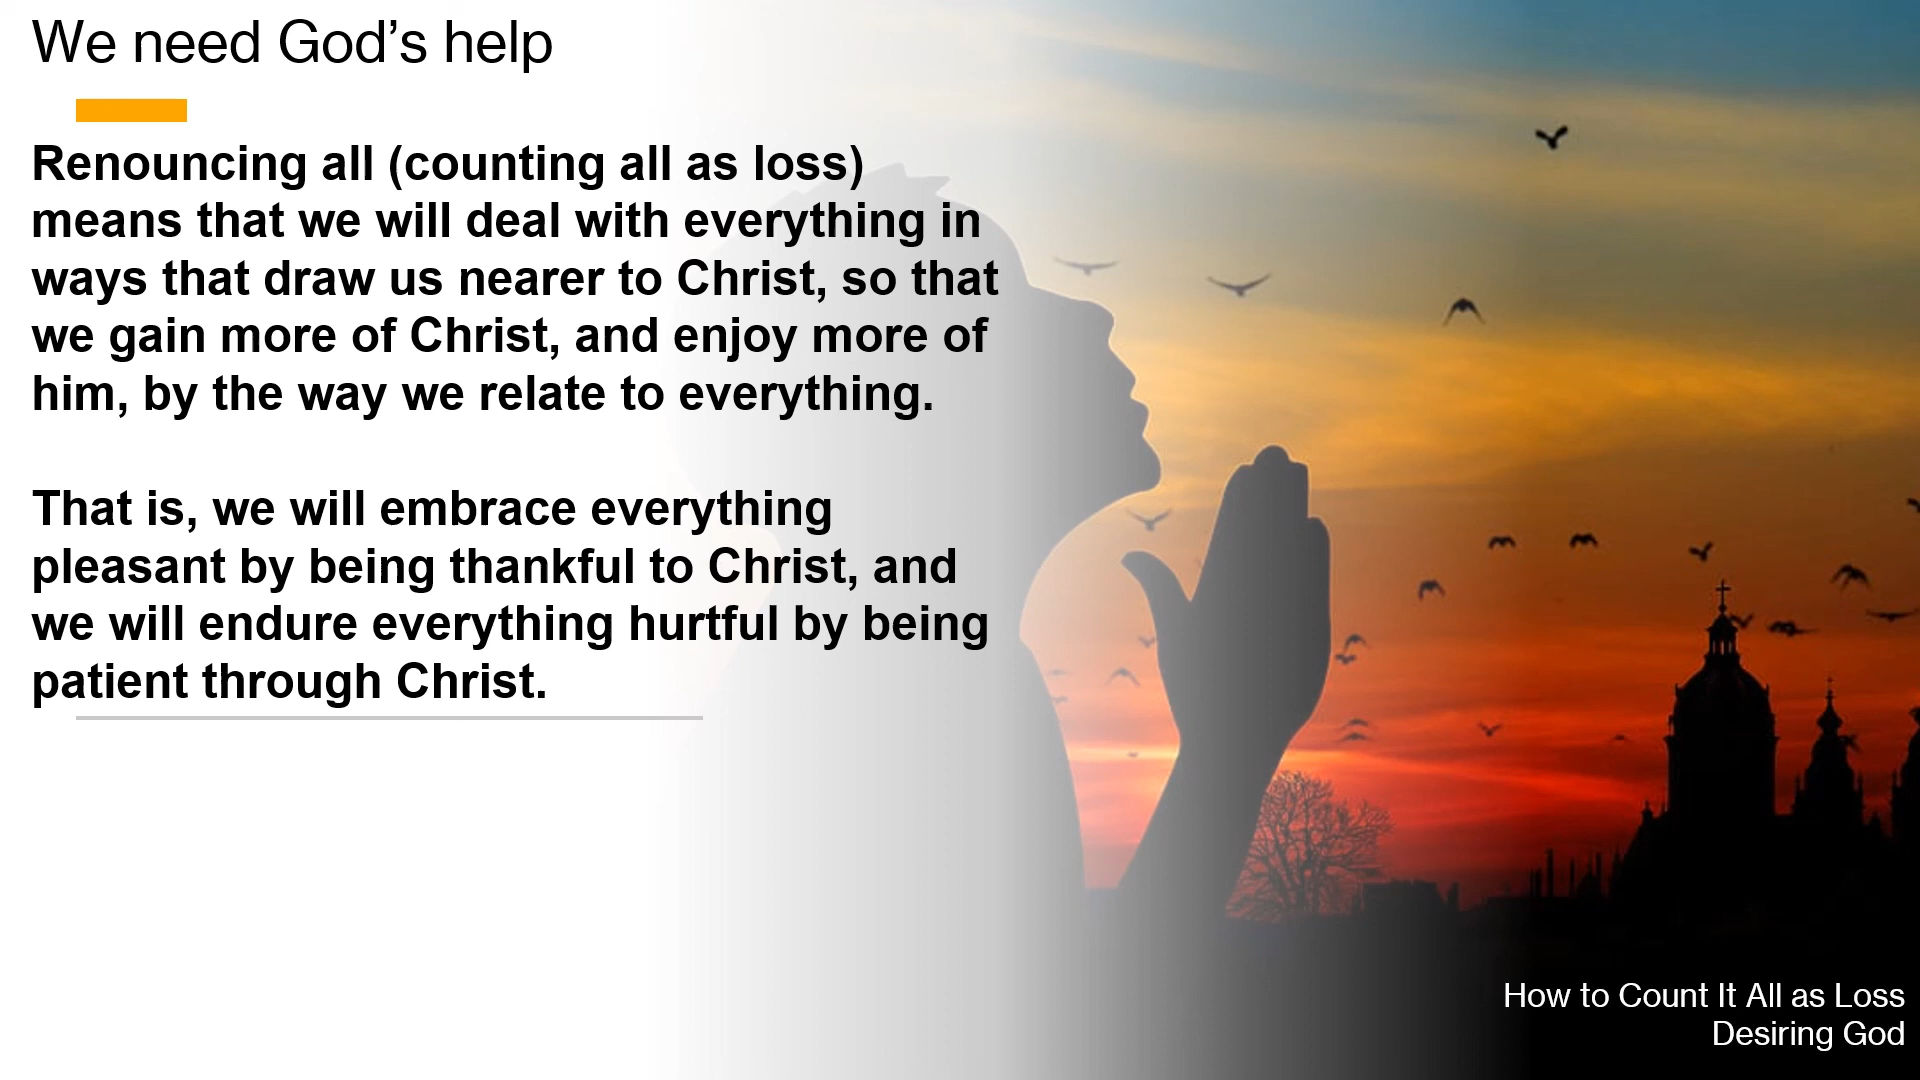 We need God’s help
Renouncing all (counting all as loss)
means that we will deal with everything in
ways that draw us nearer to Christ, so that
we gain more of Christ, and enjoy more of
him, by the way we relate to everything.
That is, we will embrace everything
pleasant by being thankful to Christ, and
we will endure everything hurtful by being
patient through Christ.
How to Count It All as Loss
Desiring God